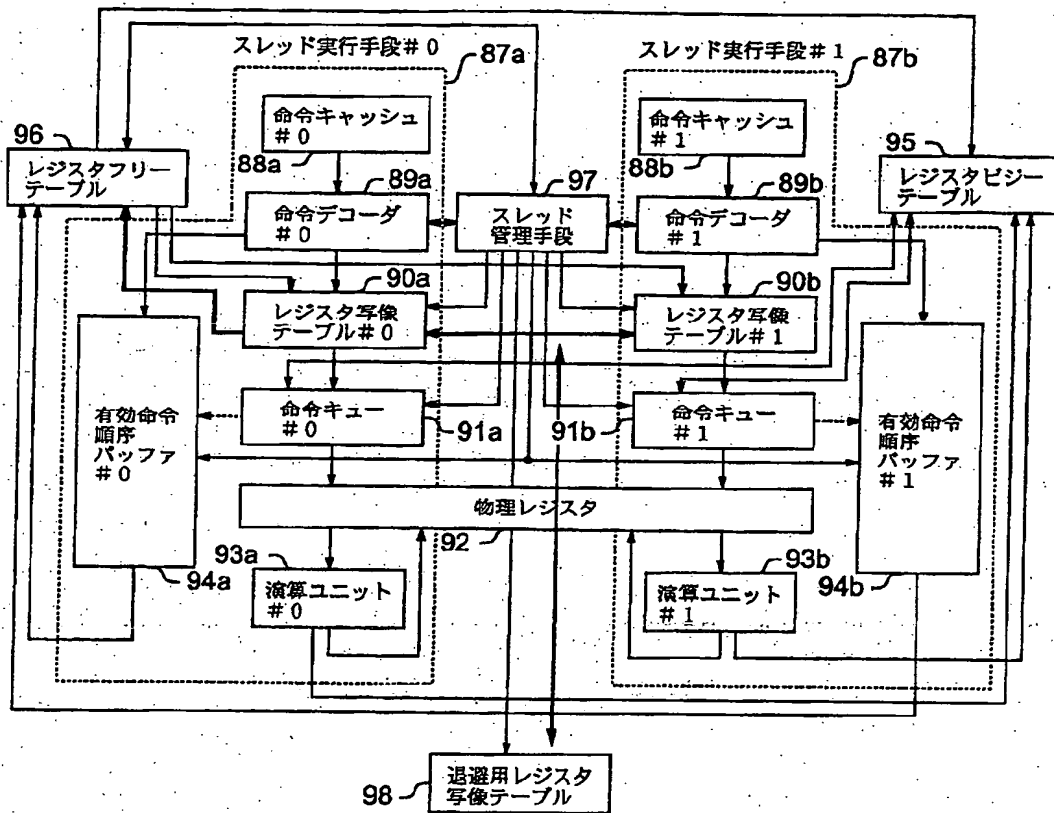 スレッド実行手段#0
87a
スレッド実行手段#1
87b
96
レジスタフリー
テーブル
命令キャッシュ
#0
88a
命令キャッシュ
#1
88b
95
レジスタビジー
テーブル
89a
命令デコーダ
#0
97
スレッド
管理手段
89b
命令デコーダ
#1
90a
レジスタ写像
テーブル#0
90b
レジスタ写像
テーブル#1
有効命令
順序
バッファ
#0
94a
命令キュー
#0
91a
命令キュー
#1
91b
有効命令
順序
バッファ
#1
94b
物理レジスタ
92
93a
演算ユニット
#0
93b
演算ユニット
#1
98
退避用レジスタ
写像テーブル